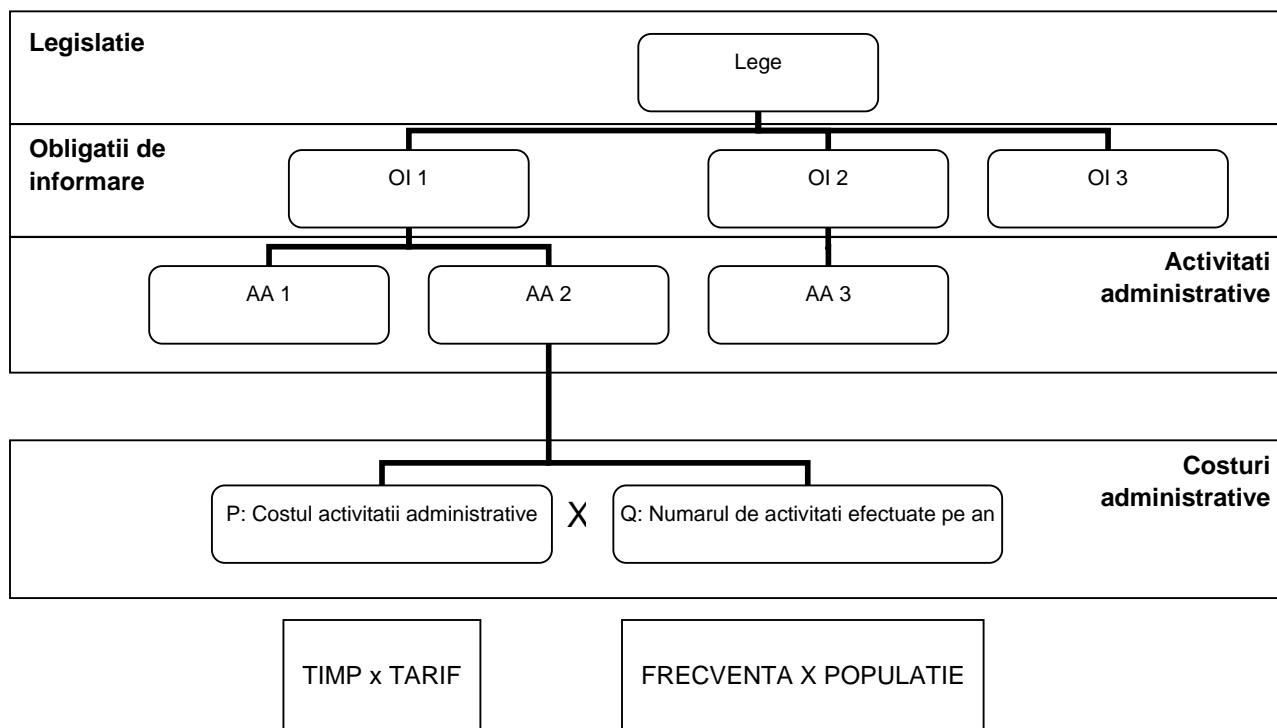 Legislatie
Lege
Obligatii de
informare
OI 1
OI 2
OI 3
Activitati
administrative
AA 1
AA 2
AA 3
Costuri
administrative
P: Costul activitatii administrative
X
Q: Numarul de activitati efectuate pe an
TIMP x TARIF
FRECVENTA X POPULATIE